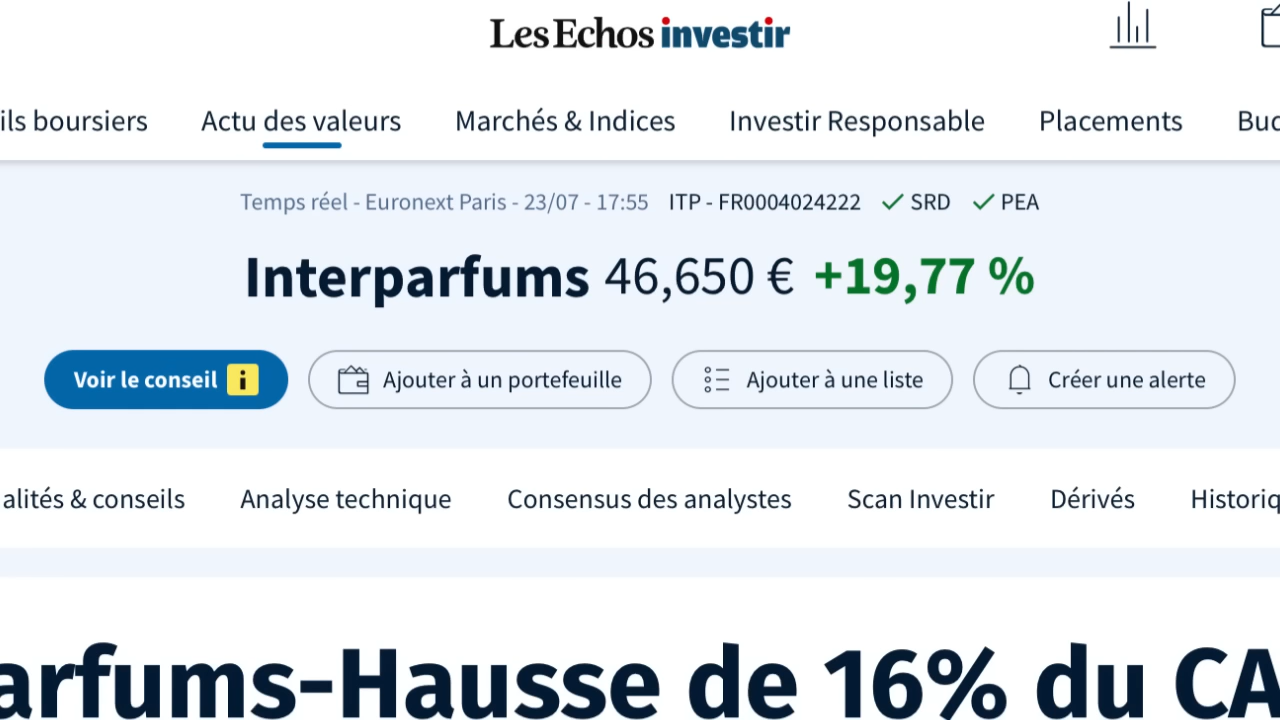 Les Echos investir
ils boursiers Actu des valeurs Marchés & Indices Investir Responsable Placements
Temps réel - Euronext Paris - 23/07 - 17:55 ITP - FR0004024222 SRD PEA
Interparfums 46,650 € +19,77 %
Voir le conseil i Ajouter à un portefeuille Ajouter à une liste Créer une alerte
alités & conseils Analyse technique Consensus des analystes Scan Investir Dérivés Historiq
arfums-Hausse de 16% du CA